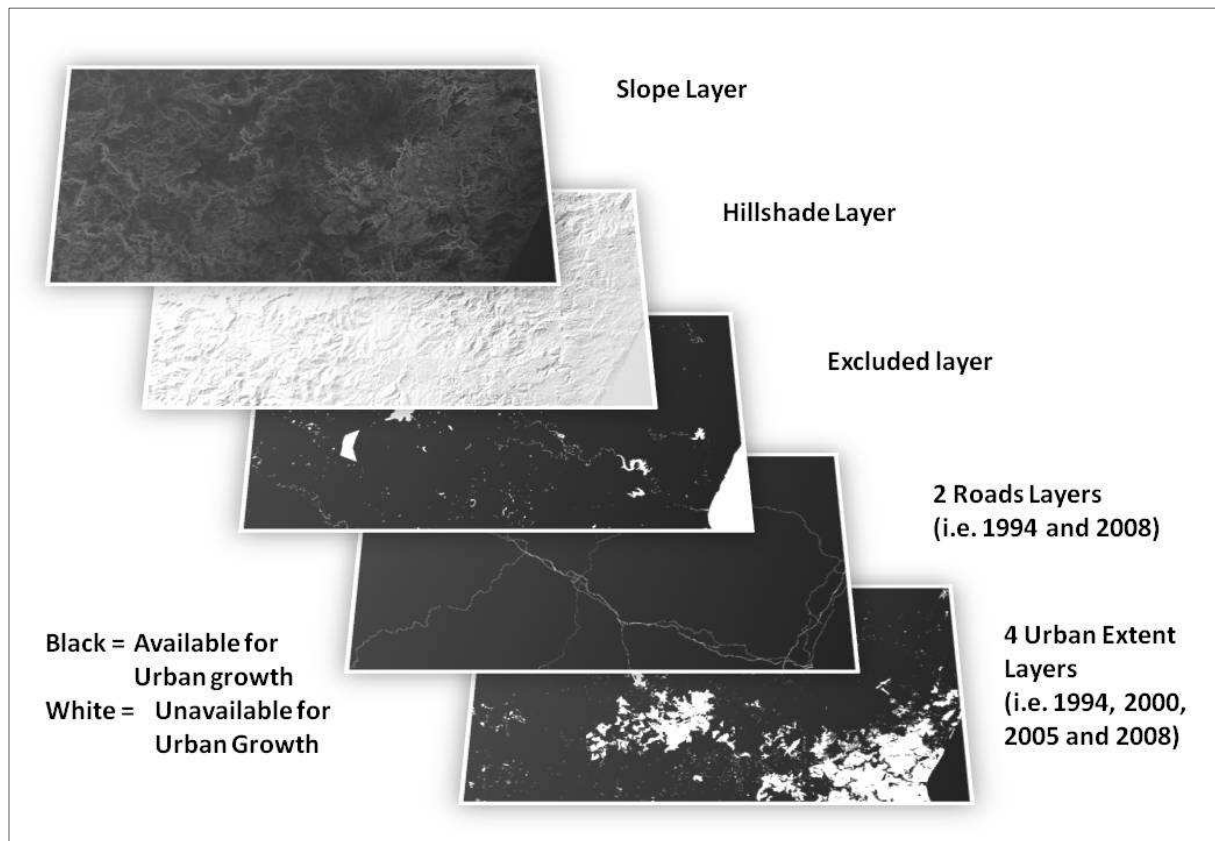 Slope Layer
Hillshade Layer
Excluded layer
2 Roads Layers
(i.e. 1994 and 2008)
4 Urban Extent
Layers
(i.e. 1994, 2000,
2005 and 2008)
Black = Available for
Urban growth
White = Unavailable for
Urban Growth